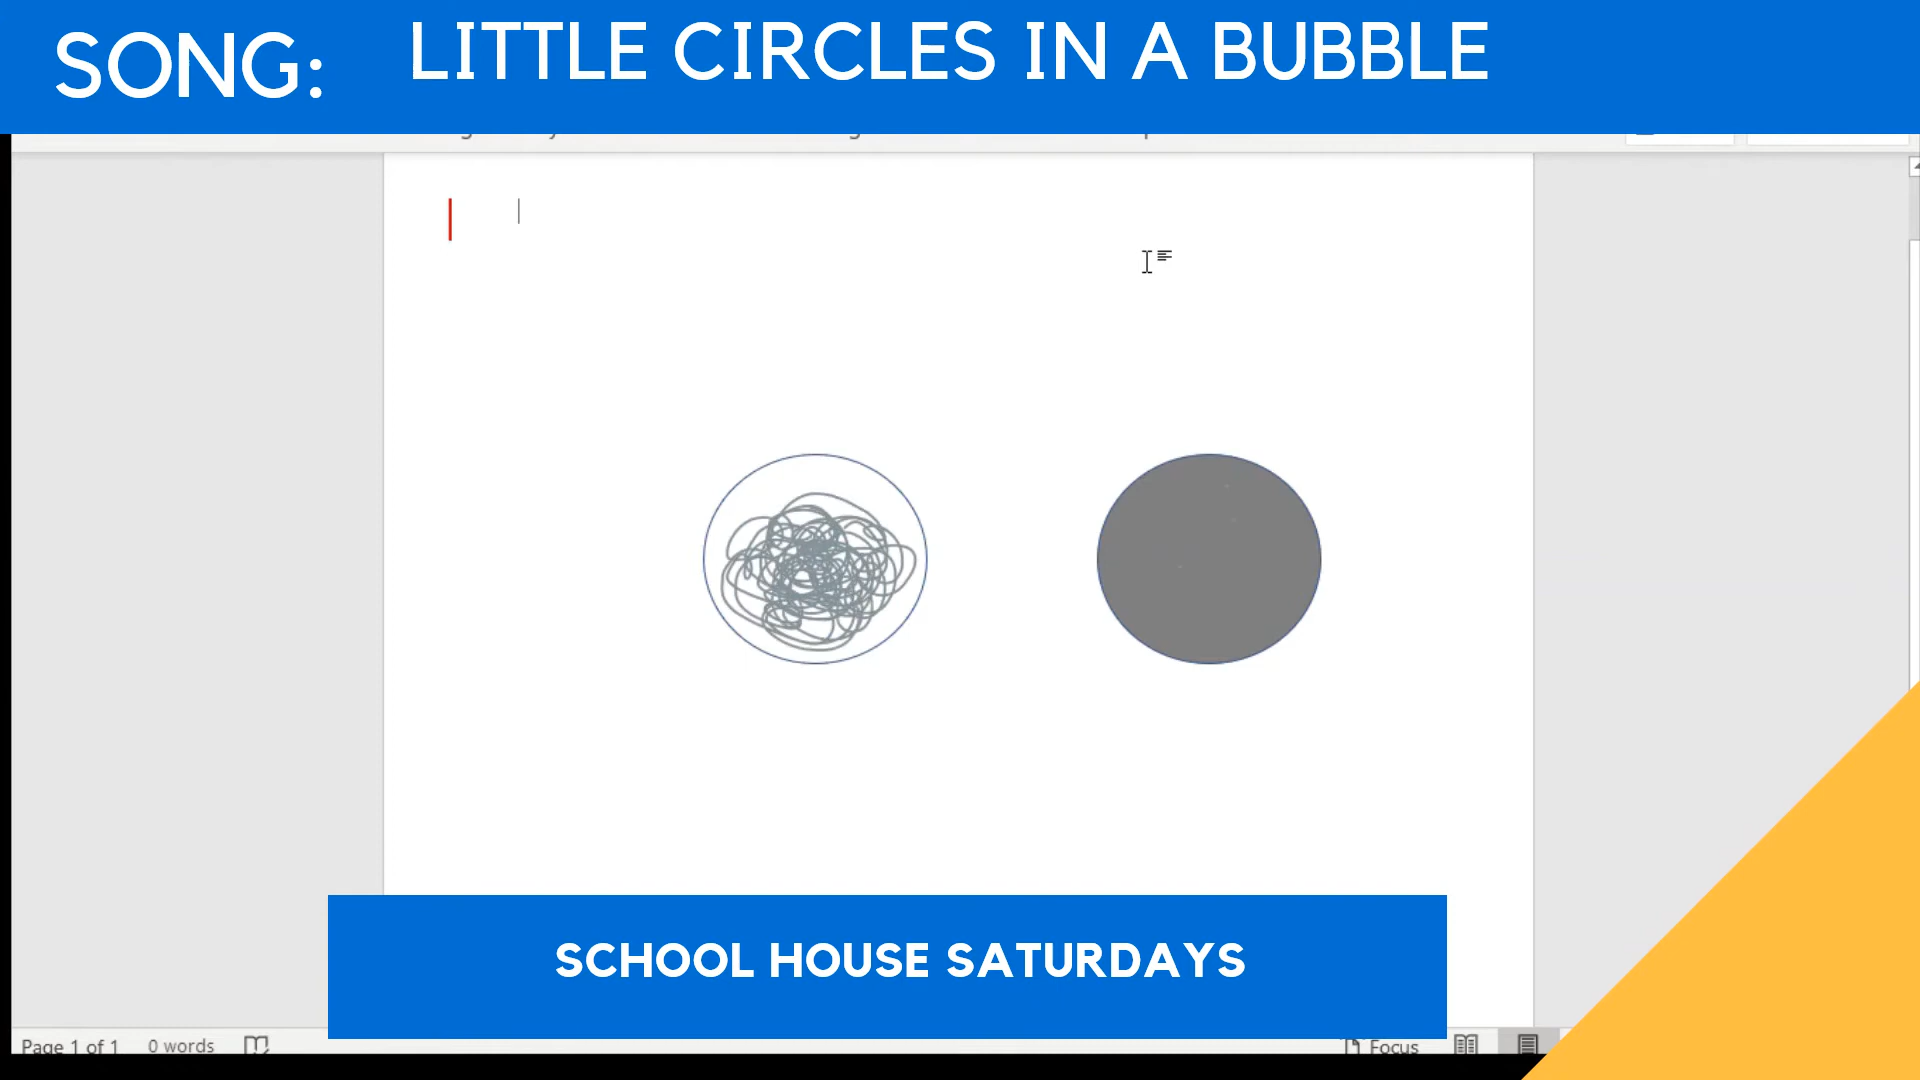 SONG: LITTLE CIRCLES IN A BUBBLE
SCHOOL HOUSE SATURDAYS
Page 1 of 1 0 words
Focus